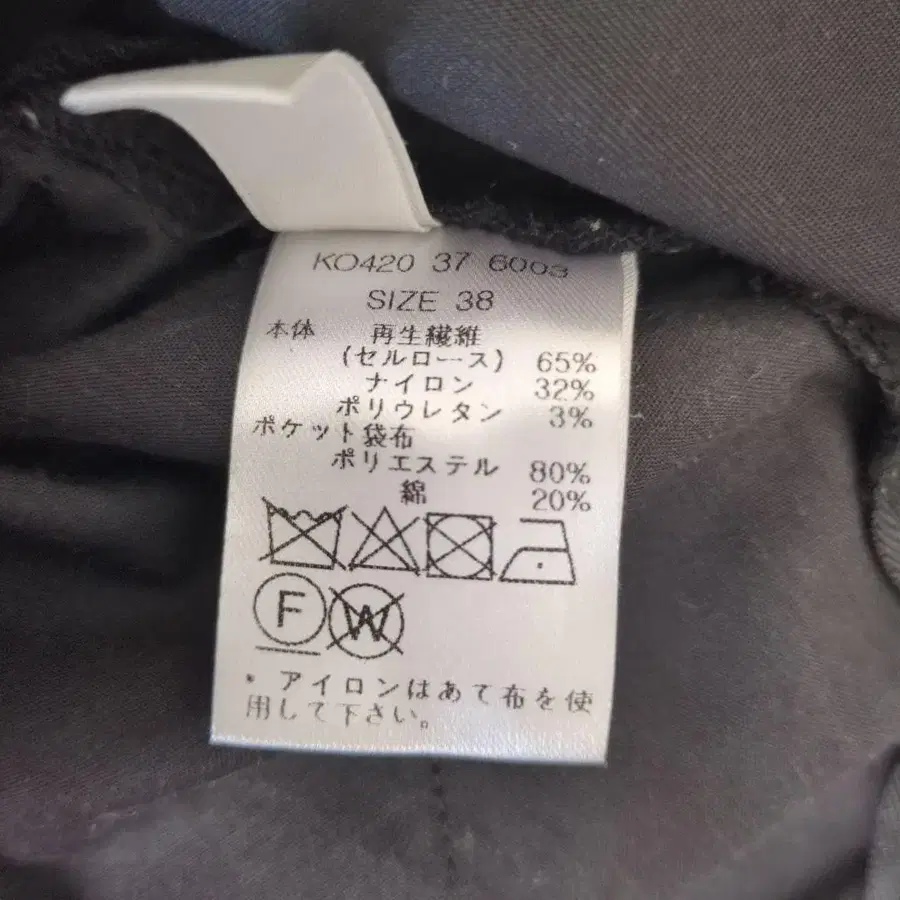 KO420 37 6003
SIZE 38
本体 再生繊維
(セルロース) 65%
ナイロン 32%
ポリウレタン 3%
ポケット袋布
ポリエステル 80%
綿 20%
F W
* アイロンはあて布を使
用して下さい。